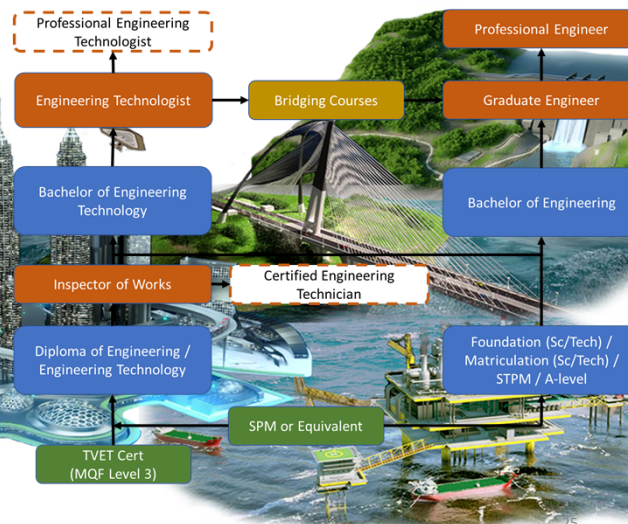 Professional Engineering
Technologist
Professional Engineer
Engineering Technologist
Bridging Courses
Graduate Engineer
Bachelor of Engineering
Technology
Bachelor of Engineering
Inspector of Works
Certified Engineering
Technician
Diploma of Engineering /
Engineering Technology
Foundation (Sc/Tech) /
Matriculation (Sc/Tech) /
STPM / A-level
SPM or Equivalent
TVET Cert
(MQF Level 3)
25